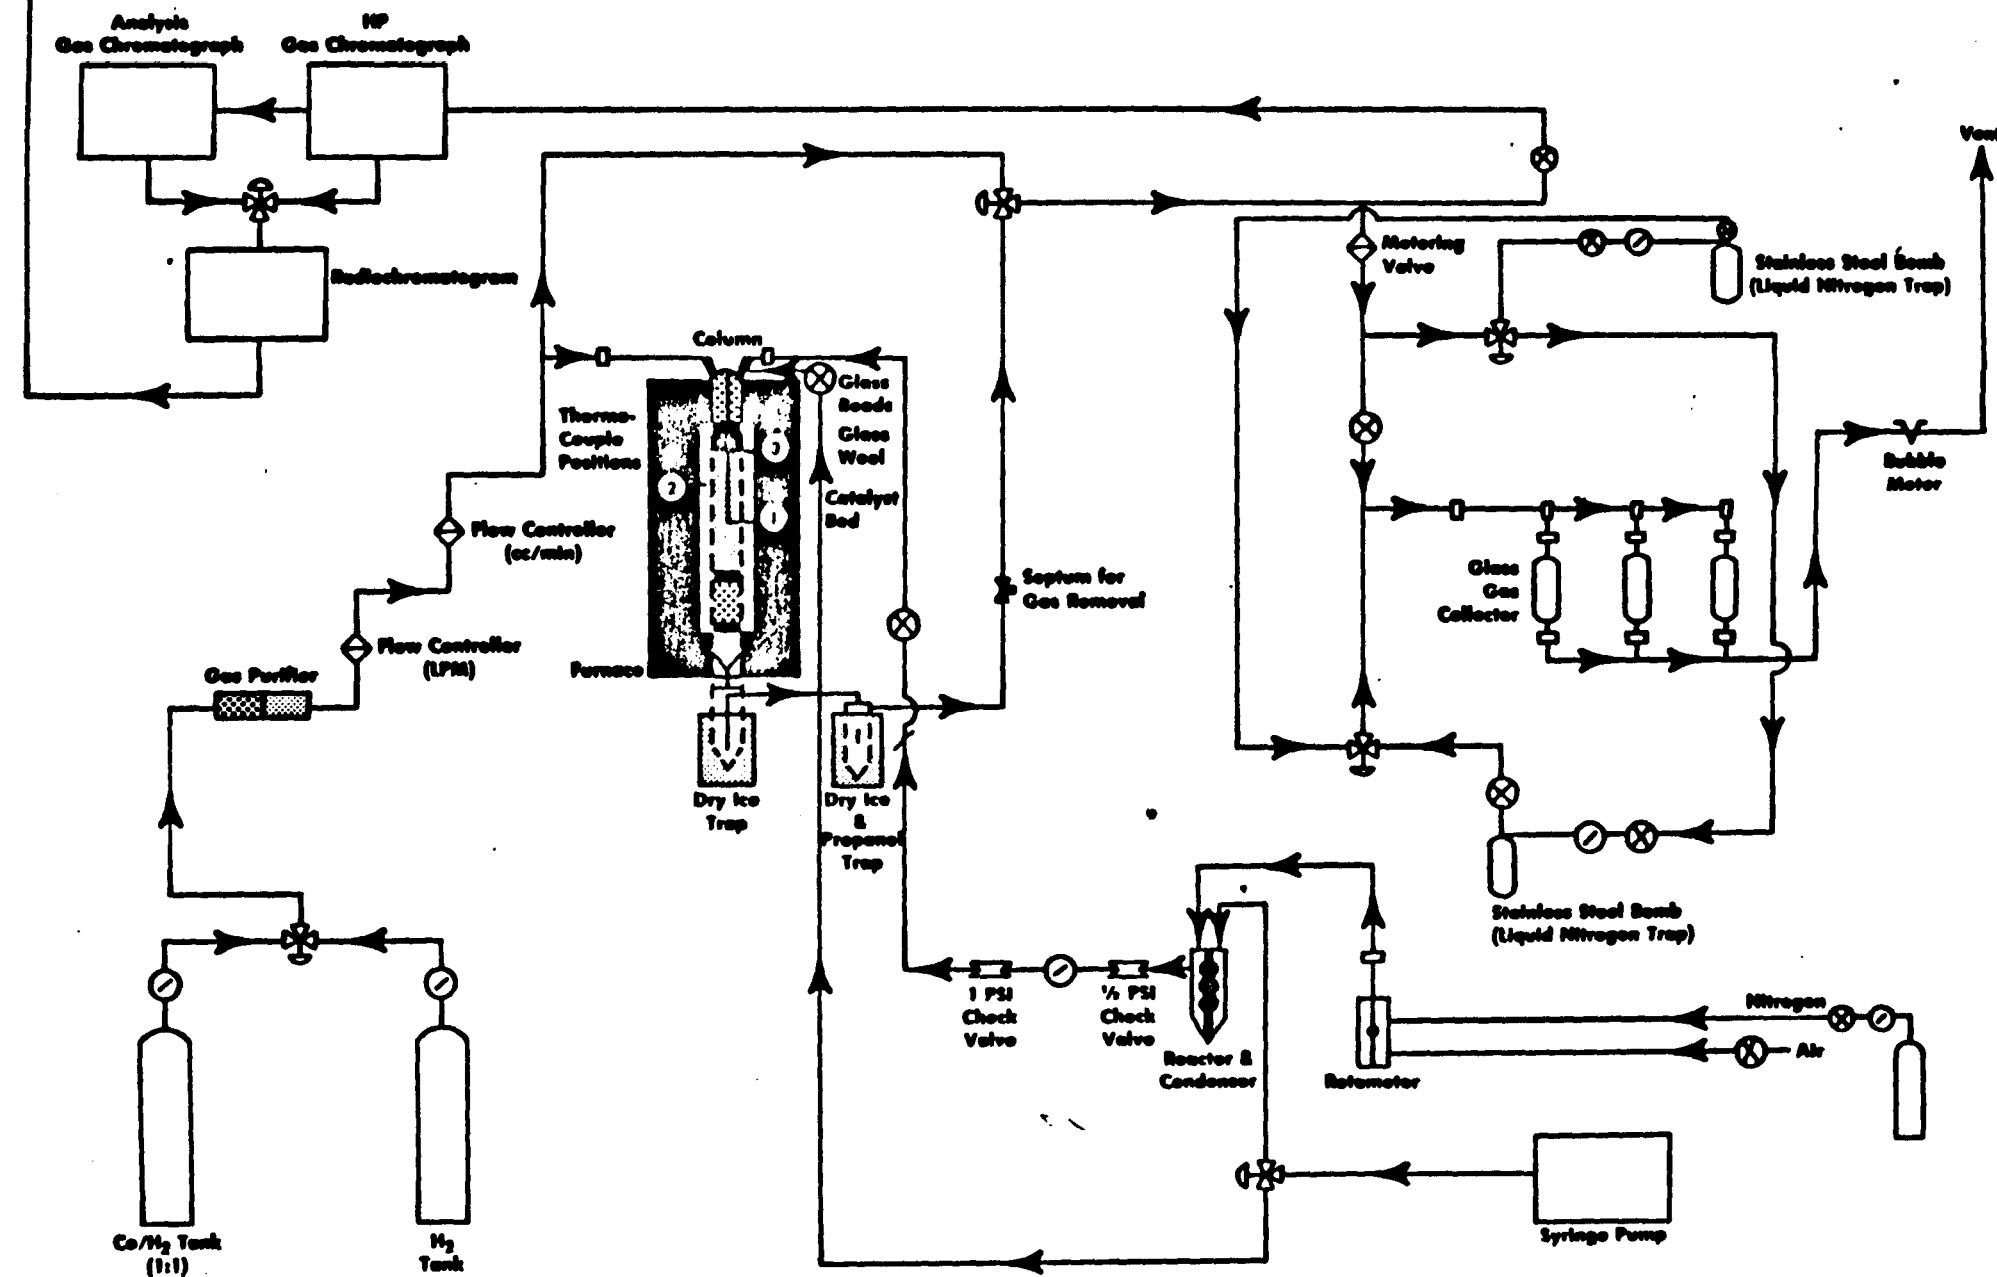 Analysis
Gas Chromatograph
HP
Gas Chromatograph
Vent
Metering
Valve
Stainless Steel Bomb
(Liquid Nitrogen Trap)
Radiochromatogram
Column
Glass
Beads
Glass
Wool
Catalyst
Bed
Thermo-
Couple
Positions
3
2
1
Bubble
Meter
Flow Controller
(cc/min)
Septum for
Gas Removal
Glass
Gas
Collector
Flow Controller
(LPM)
Furnace
Gas Purifier
Dry Ice
Trap
Dry Ice
&
Propanol
Trap
Stainless Steel Bomb
(Liquid Nitrogen Trap)
1 PSI
Check
Valve
½ PSI
Check
Valve
Reactor &
Condenser
Nitrogen
Air
Rotameter
Syringe Pump
Co/H₂ Tank
(1:1)
H₂
Tank